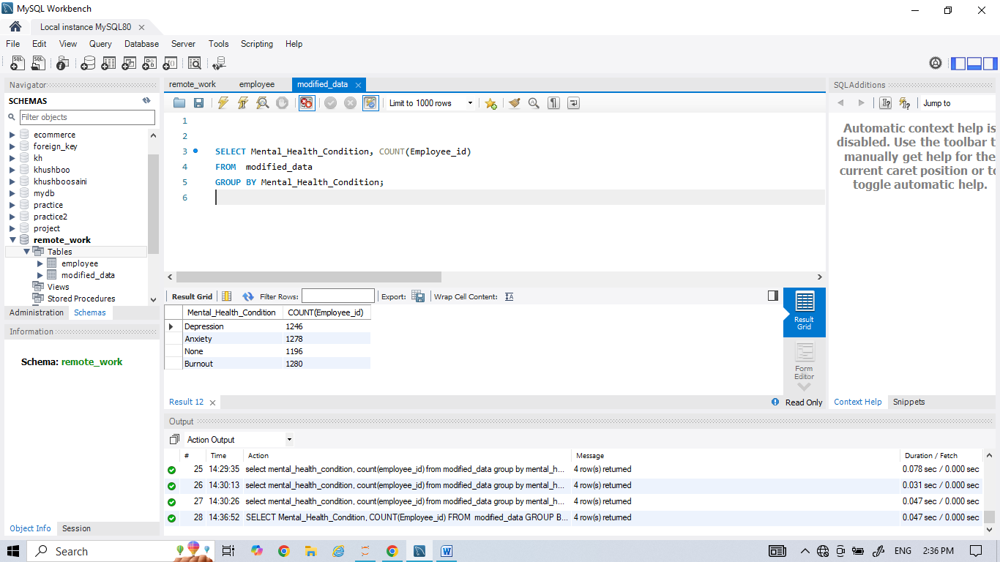 MySQL Workbench
Local instance MySQL80
File Edit View Query Database Server Tools Scripting Help
Navigator
SCHEMAS
Filter objects
ecommerce
foreign_key
kh
khushboo
khushboosaini
mydb
practice
practice2
project
remote_work
Tables
employee
modified_data
Views
Stored Procedures
Administration Schemas
Information
Schema: remote_work
Object Info Session
remote_work employee modified_data
Limit to 1000 rows
1
2
3 SELECT Mental_Health_Condition, COUNT(Employee_id)
4 FROM modified_data
5 GROUP BY Mental_Health_Condition;
6
Result Grid Filter Rows: Export: Wrap Cell Content:
Mental_Health_Condition COUNT(Employee_id)
Depression 1246
Anxiety 1278
None 1196
Burnout 1280
Result Grid
Form Editor
Result 12 Read Only
SQLAdditions
Jump to
Automatic context help is
disabled. Use the toolbar t
manually get help for the
current caret position or to
toggle automatic help.
Context Help Snippets
Output
Action Output
# Time Action Message Duration / Fetch
25 14:29:35 select mental_health_condition, count(employee_id) from modified_data group by mental_h... 4 row(s) returned 0.078 sec / 0.000 sec
26 14:30:13 select mental_health_condition, count(employee_id) from modified_data group by mental_h... 4 row(s) returned 0.031 sec / 0.000 sec
27 14:30:26 select mental_health_condition, count(employee_id) from modified_data group by mental_h... 4 row(s) returned 0.047 sec / 0.000 sec
28 14:36:52 SELECT Mental_Health_Condition, COUNT(Employee_id) FROM modified_data GROUP B... 4 row(s) returned 0.047 sec / 0.000 sec
Search ENG 2:36 PM